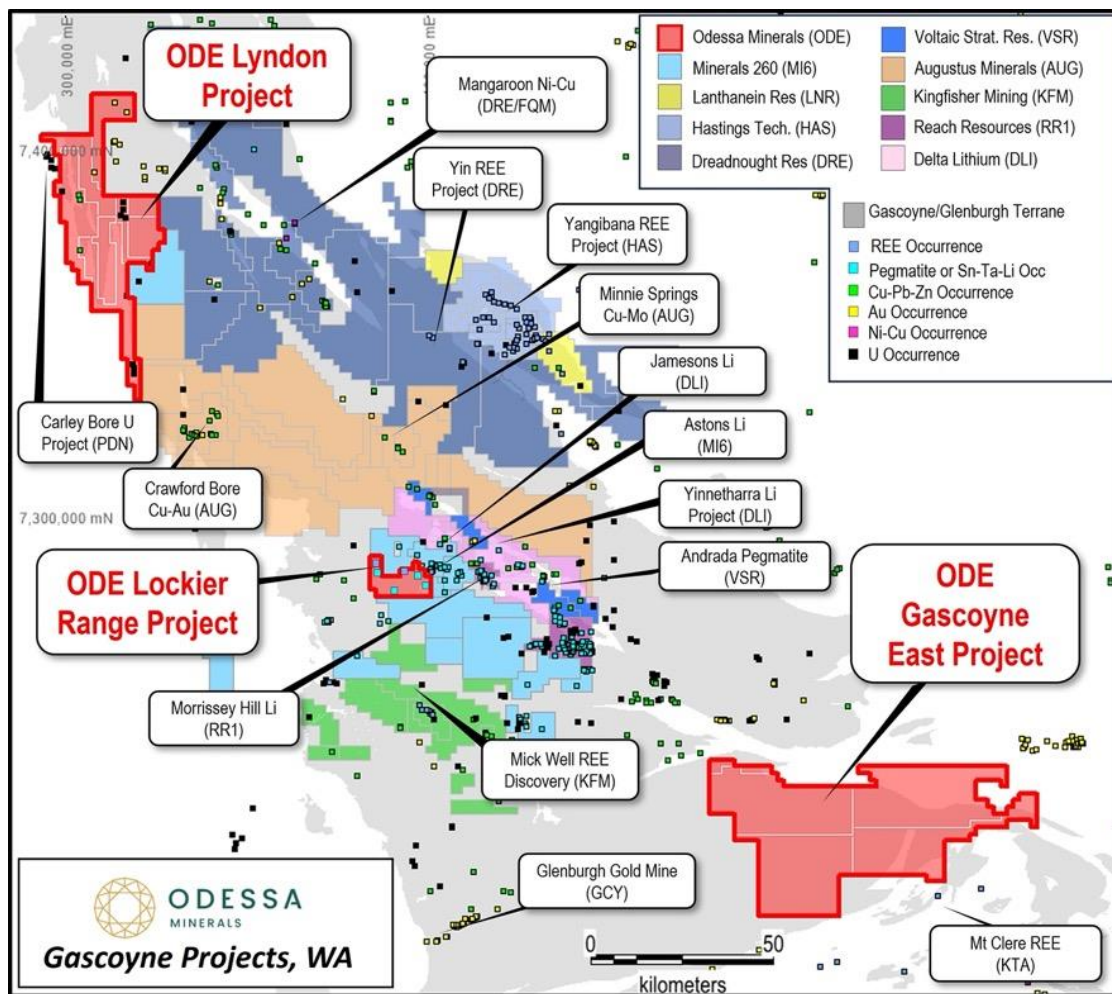 300,000 mE
ODE Lyndon
Project
Mangaroon Ni-Cu
(DRE/FQM)
Odessa Minerals (ODE)
Voltaic Strat. Res. (VSR)
Minerals 260 (MI6)
Augustus Minerals (AUG)
Lanthanein Res (LNR)
Kingfisher Mining (KFM)
Hastings Tech. (HAS)
Reach Resources (RR1)
Dreadnought Res (DRE)
Delta Lithium (DLI)
Gascoyne/Glenburgh Terrane
REE Occurrence
Pegmatite or Sn-Ta-Li Occ
Cu-Pb-Zn Occurrence
Au Occurrence
Ni-Cu Occurrence
U Occurrence
7,400,000 mN
Yin REE
Project (DRE)
Yangibana REE
Project (HAS)
Minnie Springs
Cu-Mo (AUG)
Jamesons Li
(DLI)
Astons Li
(MI6)
Carley Bore U
Project (PDN)
Crawford Bore
Cu-Au (AUG)
7,300,000 mN
Yinnetharra Li
Project (DLI)
Andrada Pegmatite
(VSR)
ODE Lockier
Range Project
ODE
Gascoyne
East Project
Morrissey Hill Li
(RR1)
Mick Well REE
Discovery (KFM)
Glenburgh Gold Mine
(GCY)
Mt Clere REE
(KTA)
ODESSA
MINERALS
Gascoyne Projects, WA
0 50
kilometers